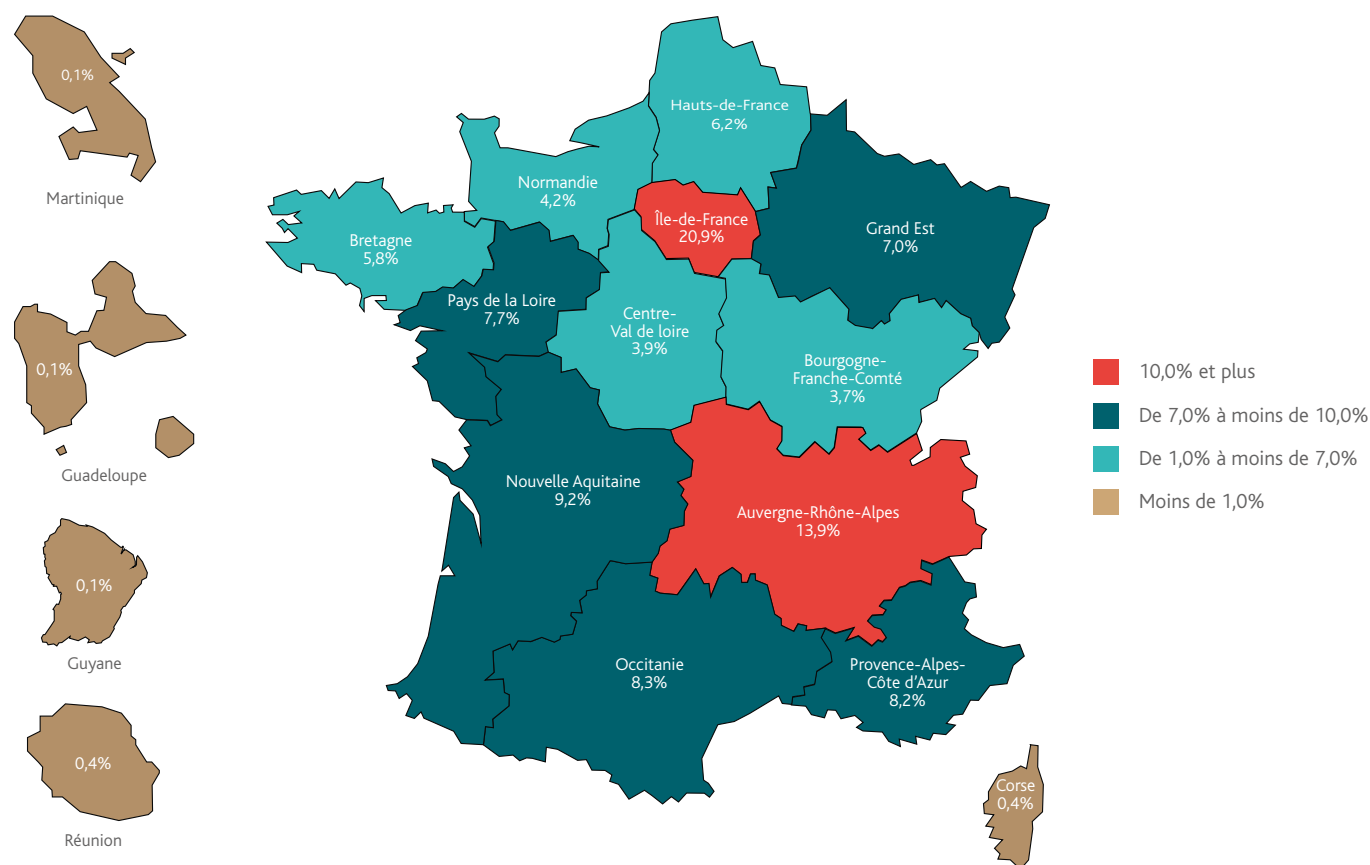 0,1%
Martinique
0,1%
Guadeloupe
0,1%
Guyane
0,4%
Réunion
Hauts-de-France
6,2%
Normandie
4,2%
Île-de-France
20,9%
Grand Est
7,0%
Bretagne
5,8%
Pays de la Loire
7,7%
Centre-
Val de loire
3,9%
Bourgogne-
Franche-Comté
3,7%
Nouvelle Aquitaine
9,2%
Auvergne-Rhône-Alpes
13,9%
Occitanie
8,3%
Provence-Alpes-
Côte d'Azur
8,2%
Corse
0,4%
10,0% et plus
De 7,0% à moins de 10,0%
De 1,0% à moins de 7,0%
Moins de 1,0%